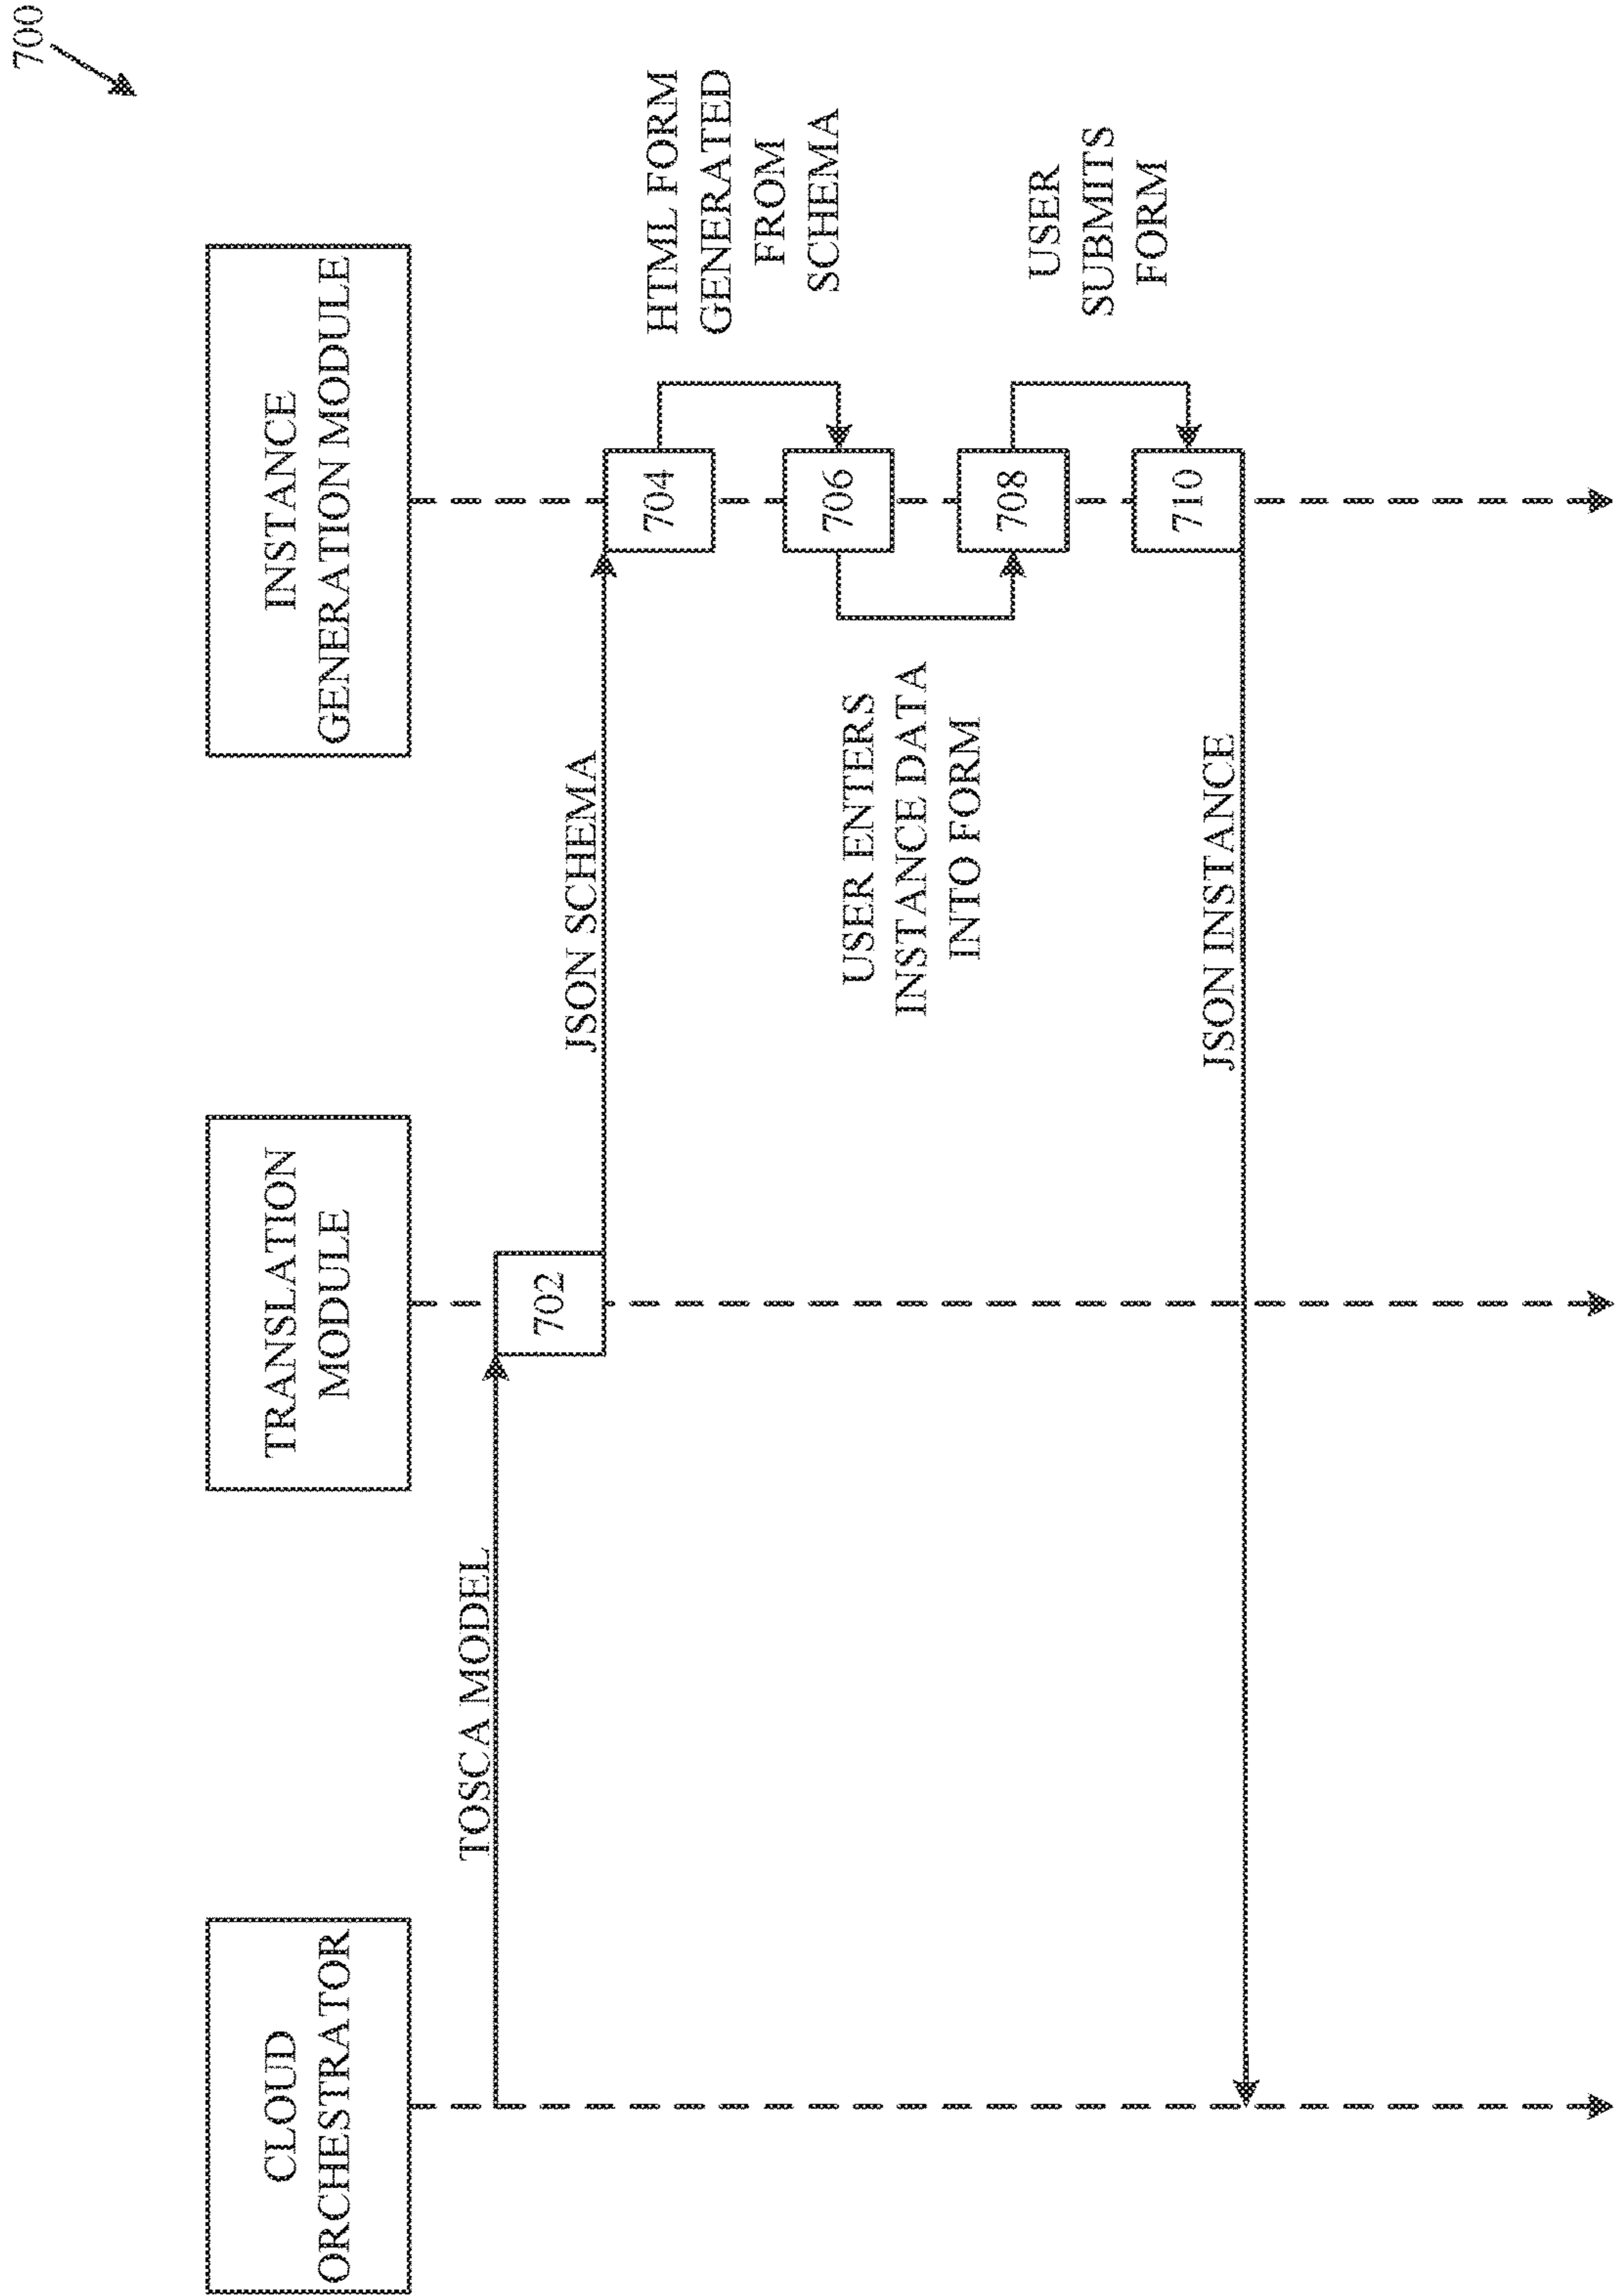 700
CLOUD
ORCHESTRATOR
TRANSLATION
MODULE
INSTANCE
GENERATION MODULE
TOSCA MODEL
702
JSON SCHEMA
704
HTML FORM
GENERATED
FROM
SCHEMA
706
USER ENTERS
INSTANCE DATA
INTO FORM
708
USER
SUBMITS
FORM
710
JSON INSTANCE